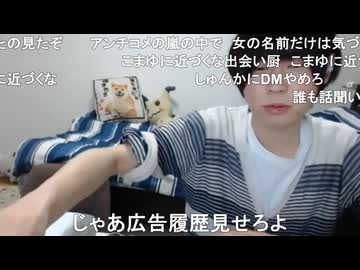 との見たぞ　アンチコメの嵐の中で　女の名前だけは気づ
こまゆに近づくな出会い厨　こまゆに近づ
に近づくな　しゅんかにDMやめろ
誰も話聞い
じゃあ広告履歴見せろよ